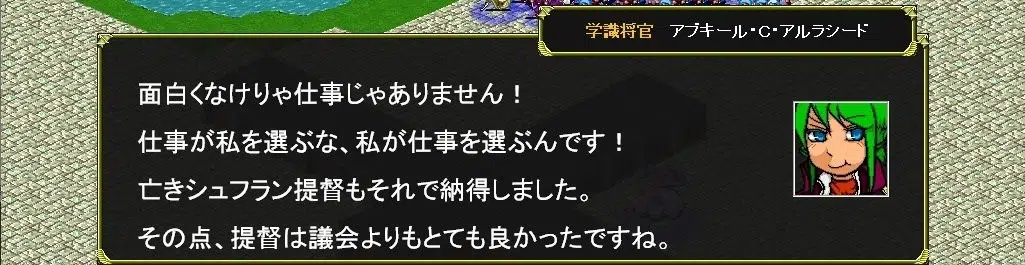 学識将官 アブキール・C・アルラシード
面白くなけりゃ仕事じゃありません！
仕事が私を選ぶな、私が仕事を選ぶんです！
亡きシュフラン提督もそれで納得しました。
その点、提督は議会よりもとても良かったですね。